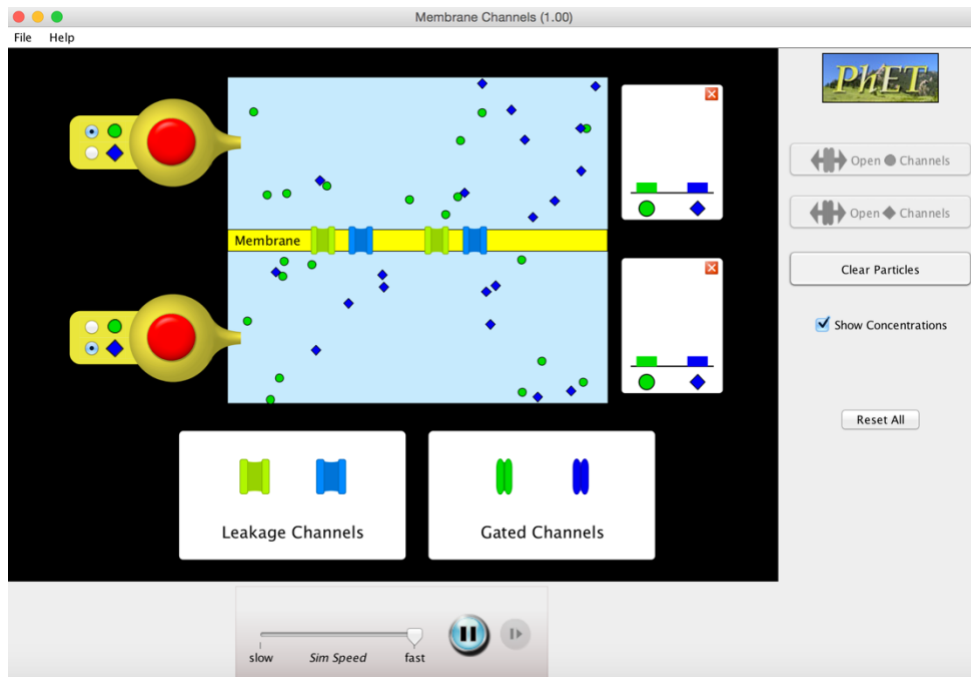 Membrane Channels (1.00)
File Help
PhET
Open Channels
Open Channels
Membrane
Clear Particles
Show Concentrations
Reset All
Leakage Channels
Gated Channels
slow Sim Speed fast